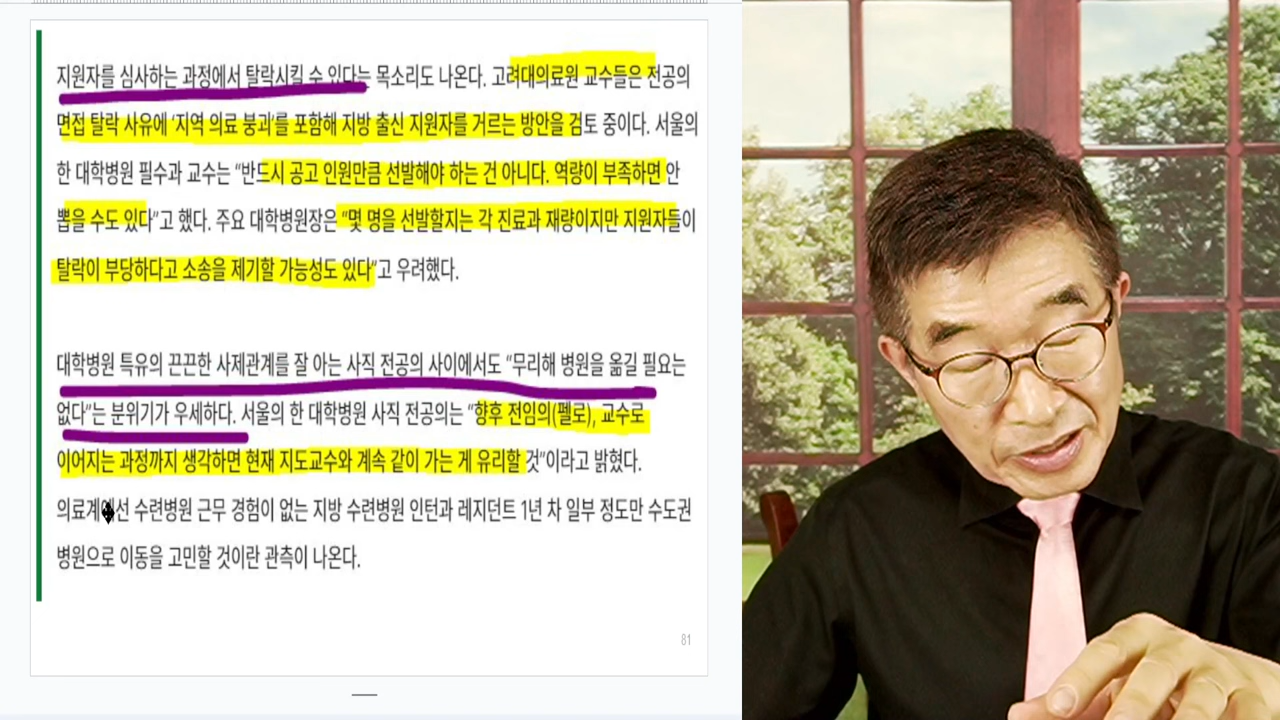 지원자를 심사하는 과정에서 탈락시킬 수 있다는 목소리도 나온다. 고려대의료원 교수들은 전공의
면접 탈락 사유에 '지역 의료 붕괴'를 포함해 지방 출신 지원자를 거르는 방안을 검토 중이다. 서울의
한 대학병원 필수과 교수는 "반드시 공고 인원만큼 선발해야 하는 건 아니다. 역량이 부족하면 안
뽑을 수도 있다"고 했다. 주요 대학병원장은 "몇 명을 선발할지는 각 진료과 재량이지만 지원자들이
탈락이 부당하다고 소송을 제기할 가능성도 있다"고 우려했다.
대학병원 특유의 끈끈한 사제관계를 잘 아는 사직 전공의 사이에서도 "무리해 병원을 옮길 필요는
없다"는 분위기가 우세하다. 서울의 한 대학병원 사직 전공의는 "향후 전임의(펠로), 교수로
이어지는 과정까지 생각하면 현재 지도교수와 계속 같이 가는 게 유리할 것"이라고 밝혔다.
의료계에선 수련병원 근무 경험이 없는 지방 수련병원 인턴과 레지던트 1년 차 일부 정도만 수도권
병원으로 이동을 고민할 것이란 관측이 나온다.
81